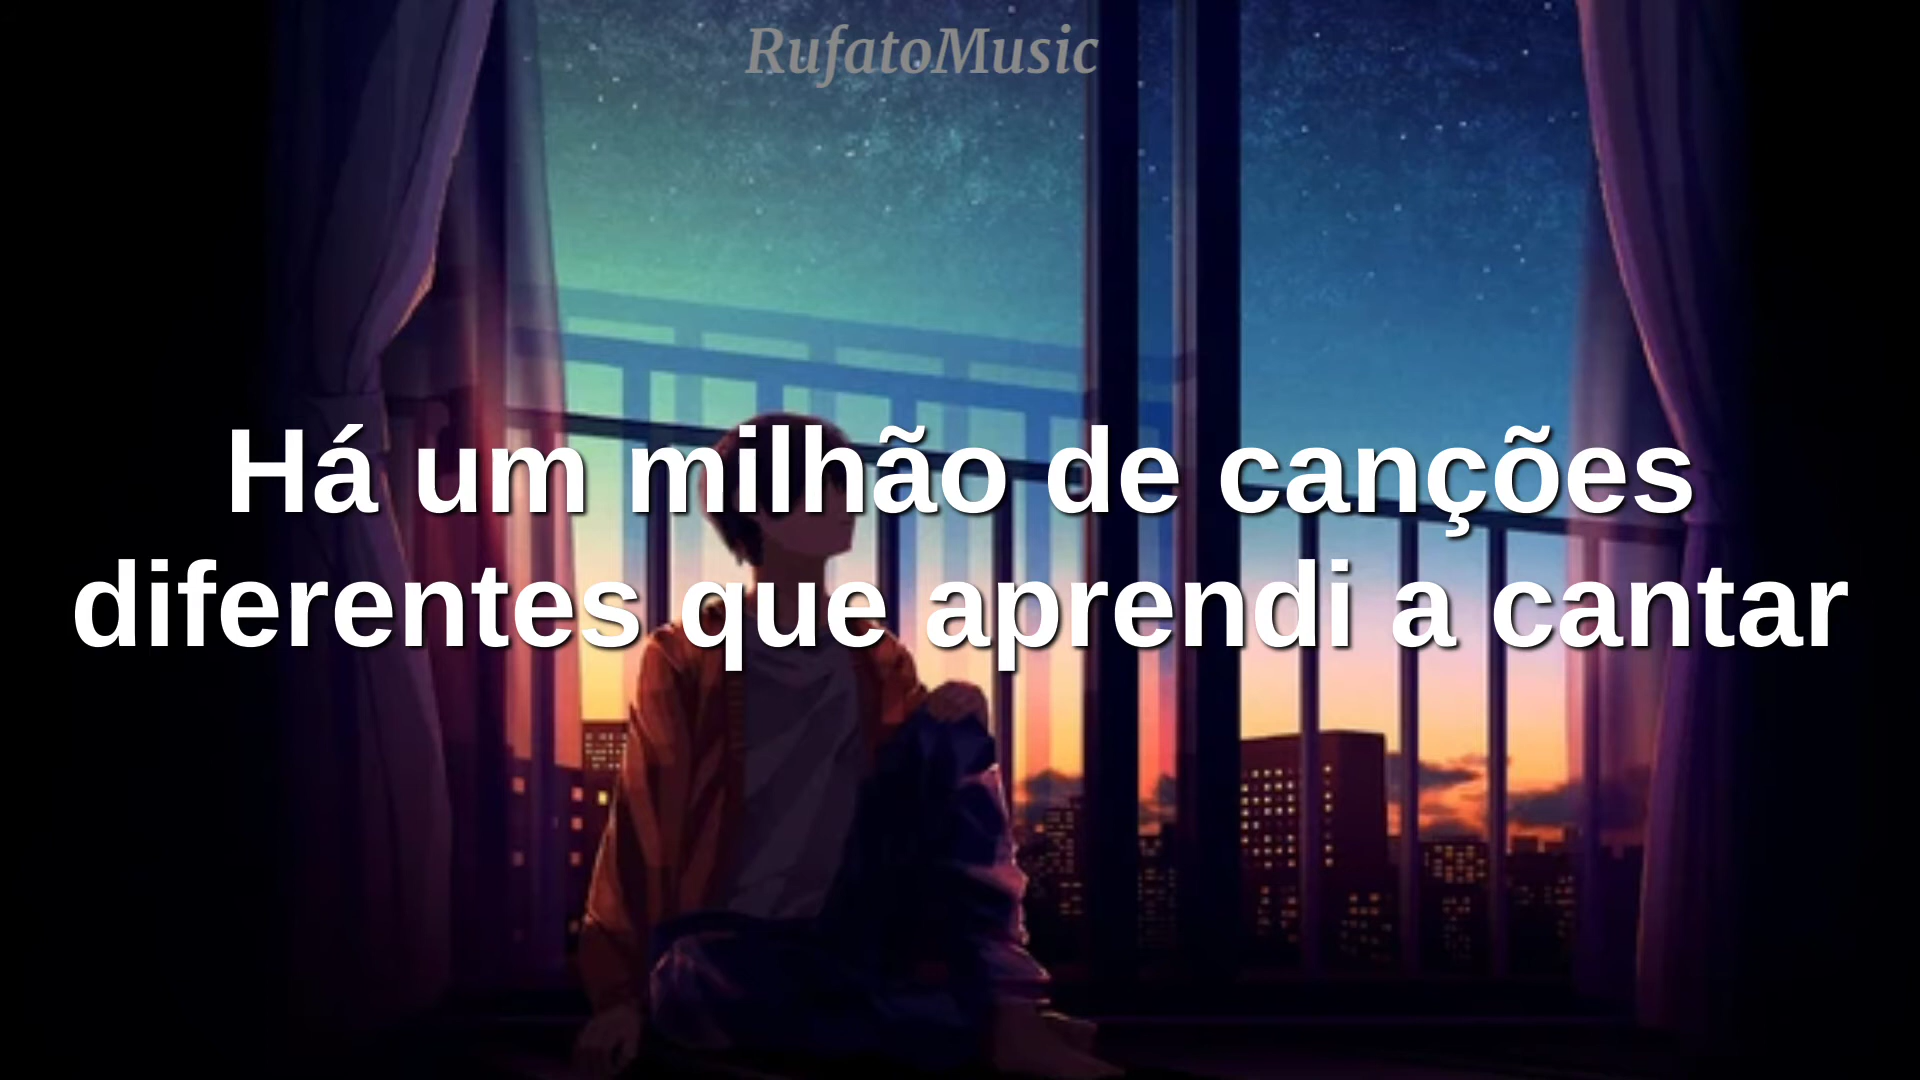 RufatoMusic
Há um milhão de canções
diferentes que aprendi a cantar